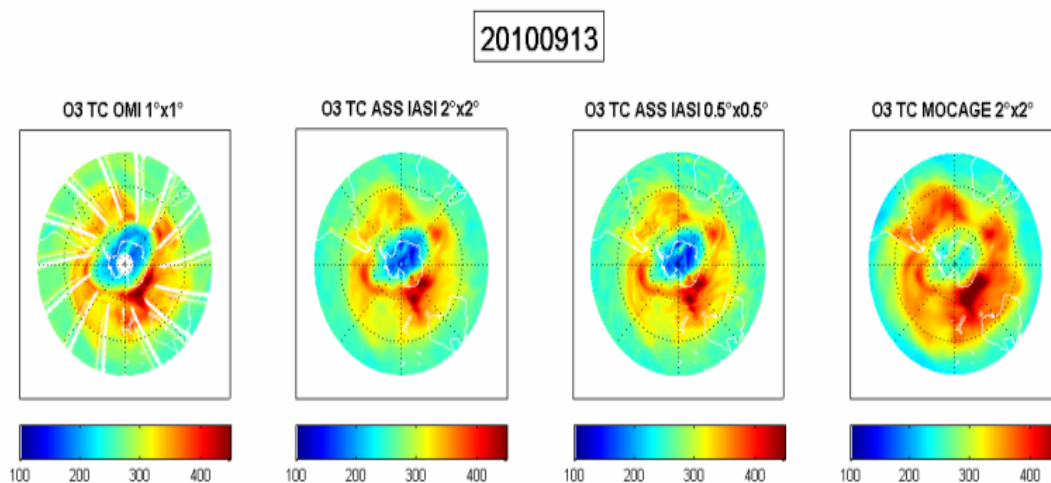 20100913
O3 TC OMI 1°x1°
O3 TC ASS IASI 2°x2°
O3 TC ASS IASI 0.5°x0.5°
O3 TC MOCAGE 2°x2°
100 200 300 400
100 200 300 400
100 200 300 400
100 200 300 400